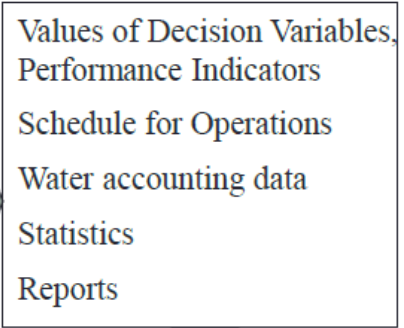 Values of Decision Variables,
Performance Indicators
Schedule for Operations
Water accounting data
Statistics
Reports